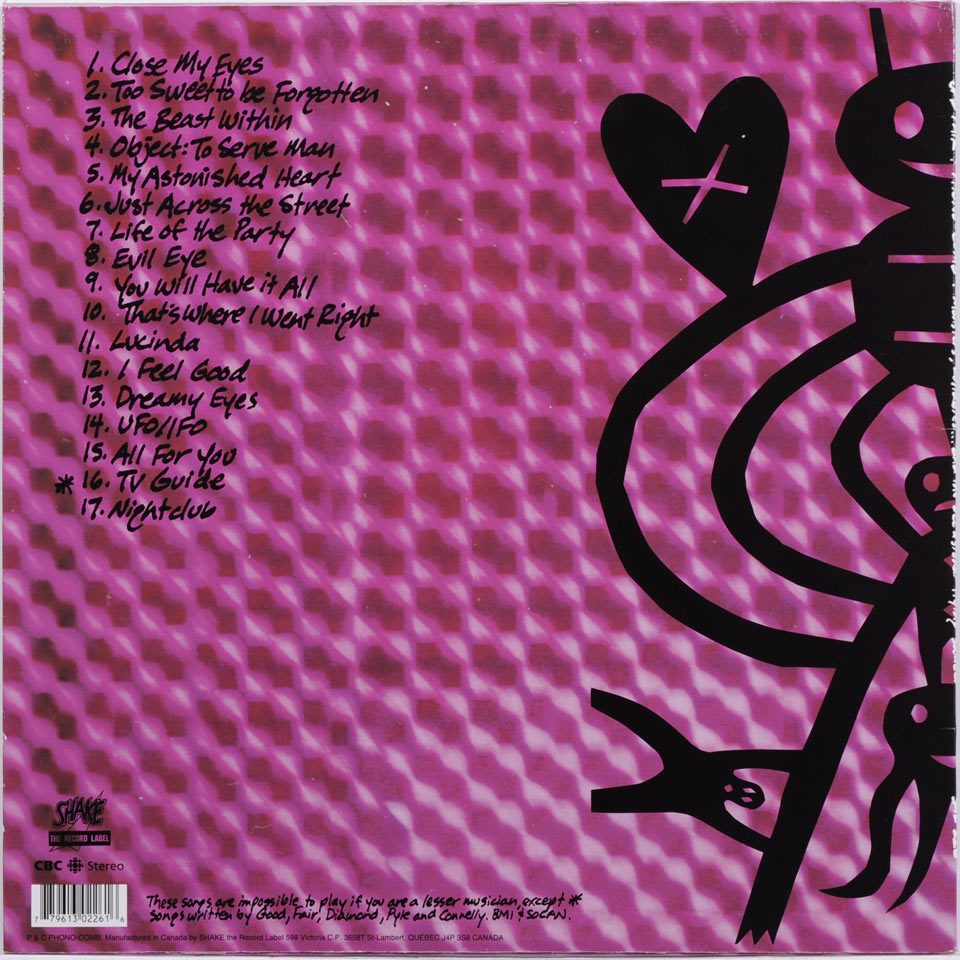 1. Close My Eyes
2. Too Sweet to be Forgotten
3. The Beast Within
4. Object: To Serve Man
5. My Astonished Heart
6. Just Across the Street
7. Life of the Party
8. Evil Eye
9. You Will Have it All
10. That's Where I Went Right
11. Lucinda
12. I Feel Good
13. Dreamy Eyes
14. UFO/IFO
15. All For You
* 16. TV Guide
17. Nightclub
SHAKE
THE RECORD LABEL
CBC Stereo
7 79613 02261 6
These songs are impossible to play if you are a lesser musician, except *
Songs written by Good, Fair, Diamond, Pyle and Connelly. BMI & SOCAN.
P & C PHONO-COMB. Manufactured in Canada by SHAKE the Record Label 598 Victoria C.P. 36587 St-Lambert, QUÉBEC J4P 3S8 CANADA